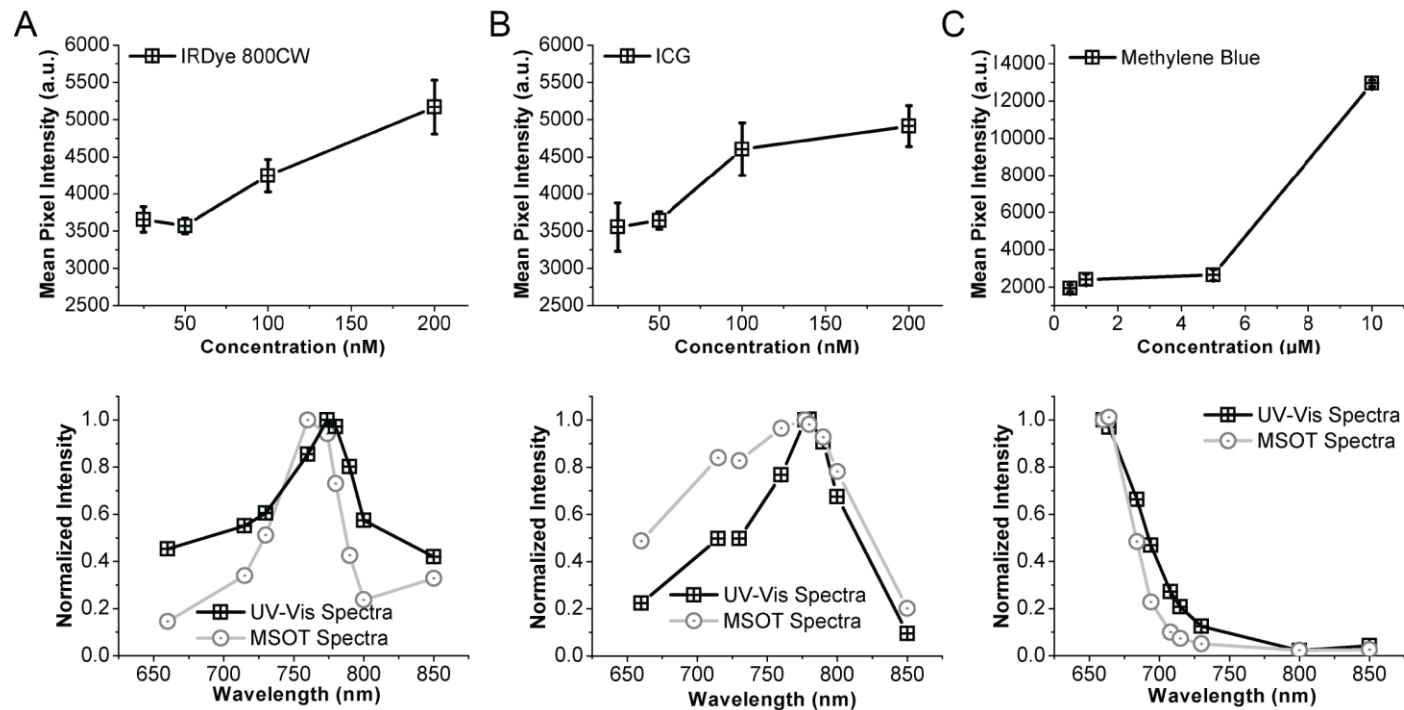 A
B
C
IRDye 800CW
ICG
Methylene Blue
Mean Pixel Intensity (a.u.)
6000
5500
5000
4500
4000
3500
3000
2500
50
100
150
200
Concentration (nM)
Mean Pixel Intensity (a.u.)
6000
5500
5000
4500
4000
3500
3000
2500
50
100
150
200
Concentration (nM)
Mean Pixel Intensity (a.u.)
14000
12000
10000
8000
6000
4000
2000
0
2
4
6
8
10
Concentration (µM)
Normalized Intensity
1.0
0.8
0.6
0.4
0.2
0.0
UV-Vis Spectra
MSOT Spectra
650
700
750
800
850
Wavelength (nm)
Normalized Intensity
1.0
0.8
0.6
0.4
0.2
0.0
UV-Vis Spectra
MSOT Spectra
650
700
750
800
850
Wavelength (nm)
Normalized Intensity
1.0
0.8
0.6
0.4
0.2
0.0
UV-Vis Spectra
MSOT Spectra
650
700
750
800
850
Wavelength (nm)